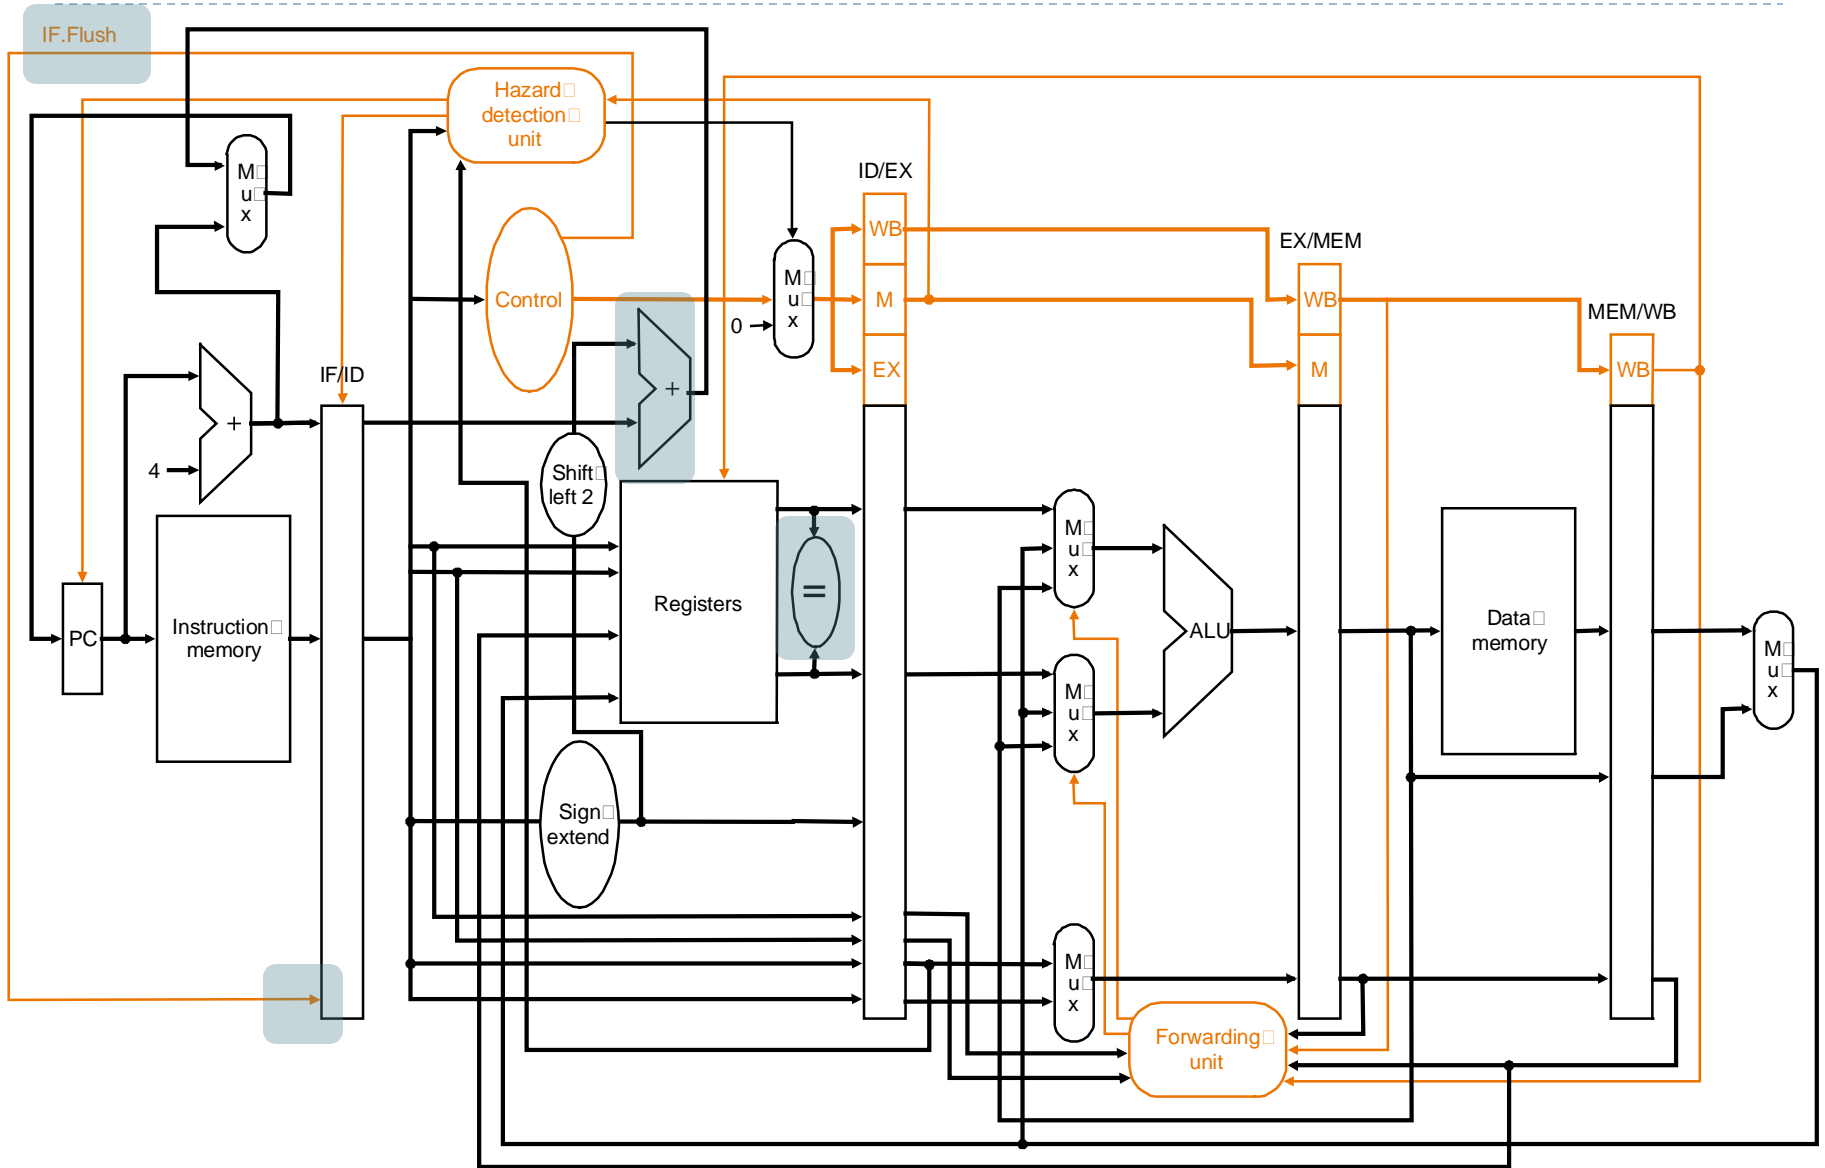 IF.Flush
Hazard
detection
unit
M
u
x
ID/EX
WB
EX/MEM
Control
M
u
x
0
M
WB
MEM/WB
IF/ID
EX
M
WB
+
+
4
Shift
left 2
M
u
x
=
Registers
PC
Instruction
memory
ALU
Data
memory
M
u
x
M
u
x
Sign
extend
M
u
x
Forwarding
unit